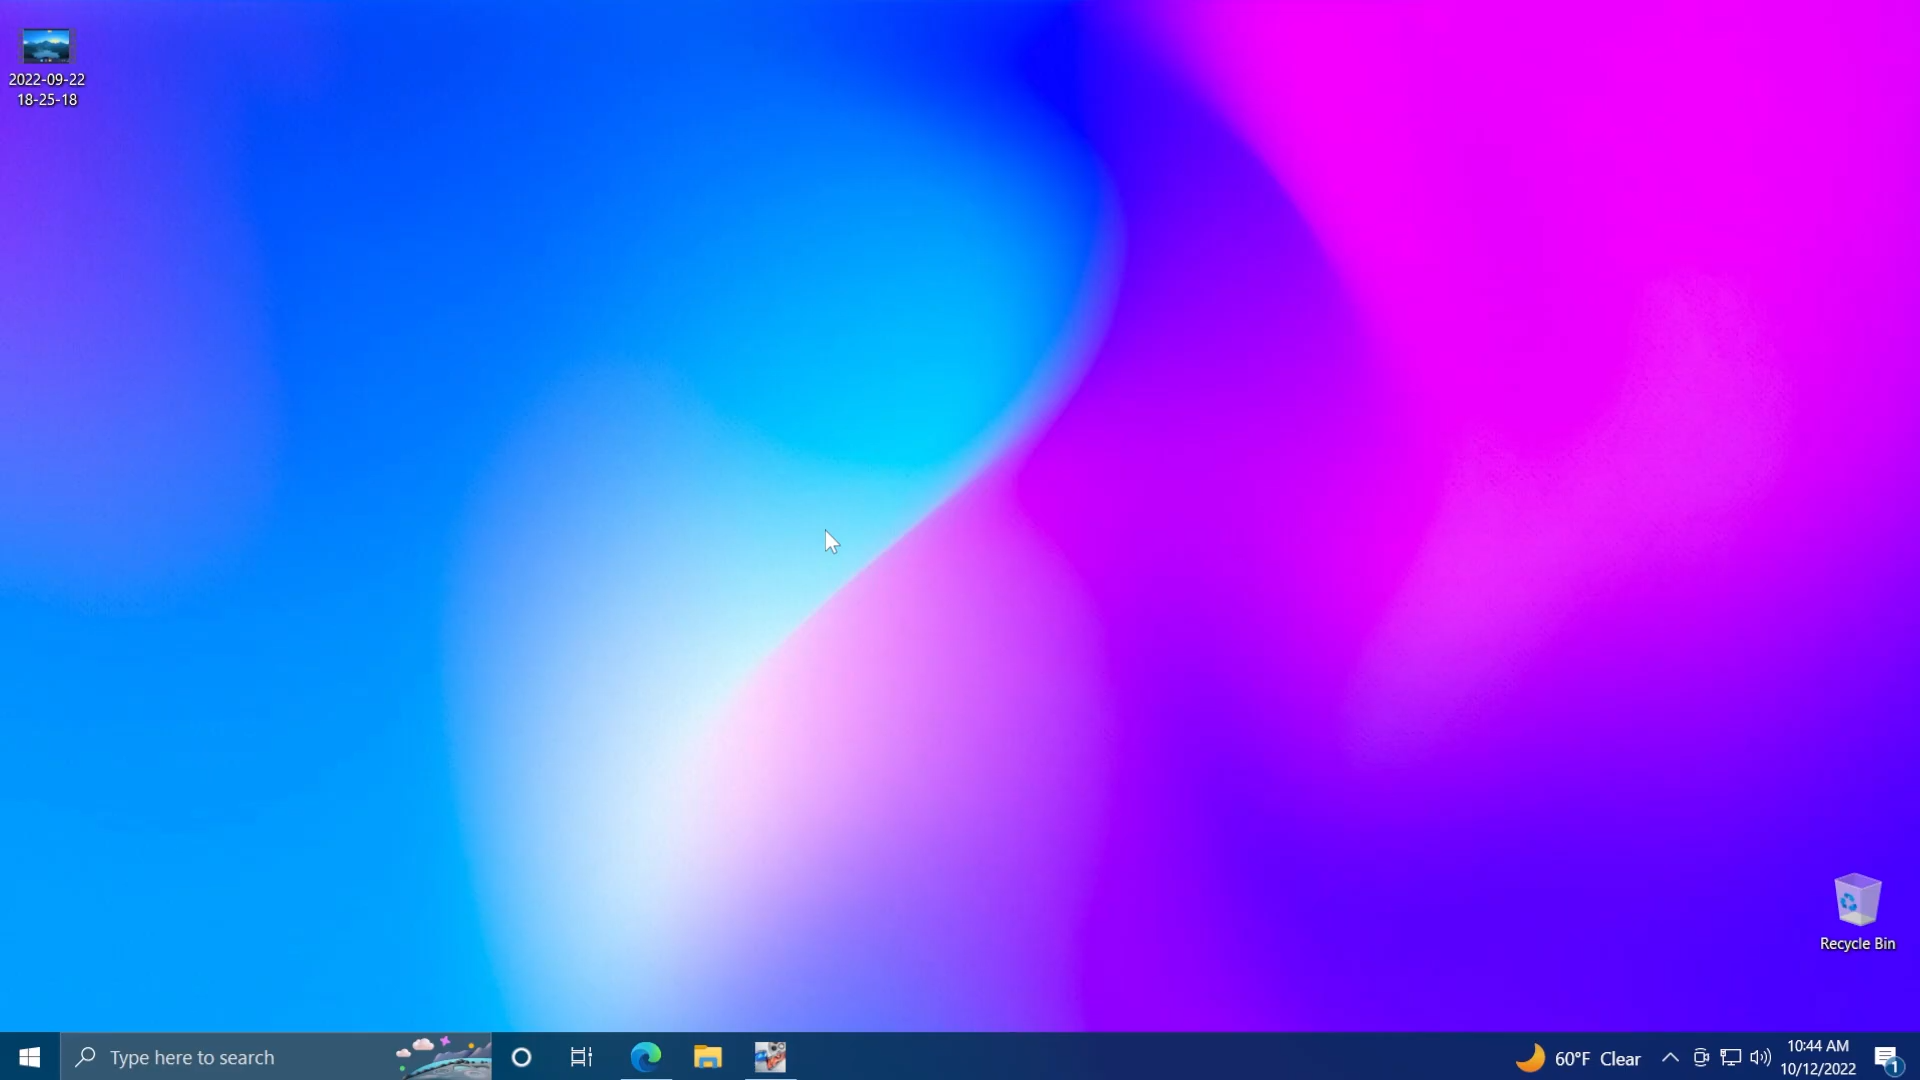 2022-09-22
18-25-18
Recycle Bin
Type here to search
60°F Clear
10:44 AM
10/12/2022
1